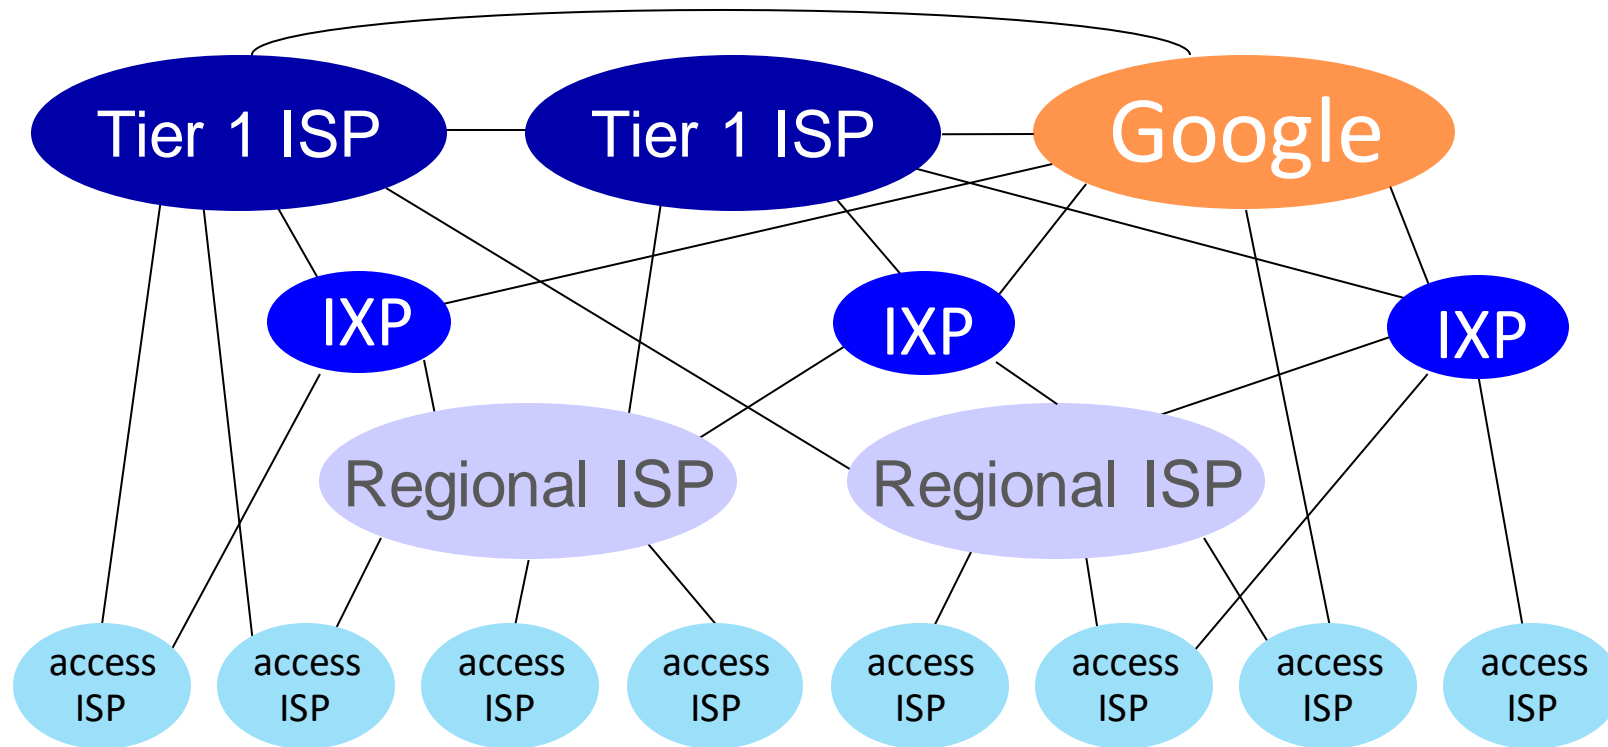 Tier 1 ISP
Tier 1 ISP
Google
IXP
IXP
IXP
Regional ISP
Regional ISP
access
ISP
access
ISP
access
ISP
access
ISP
access
ISP
access
ISP
access
ISP
access
ISP